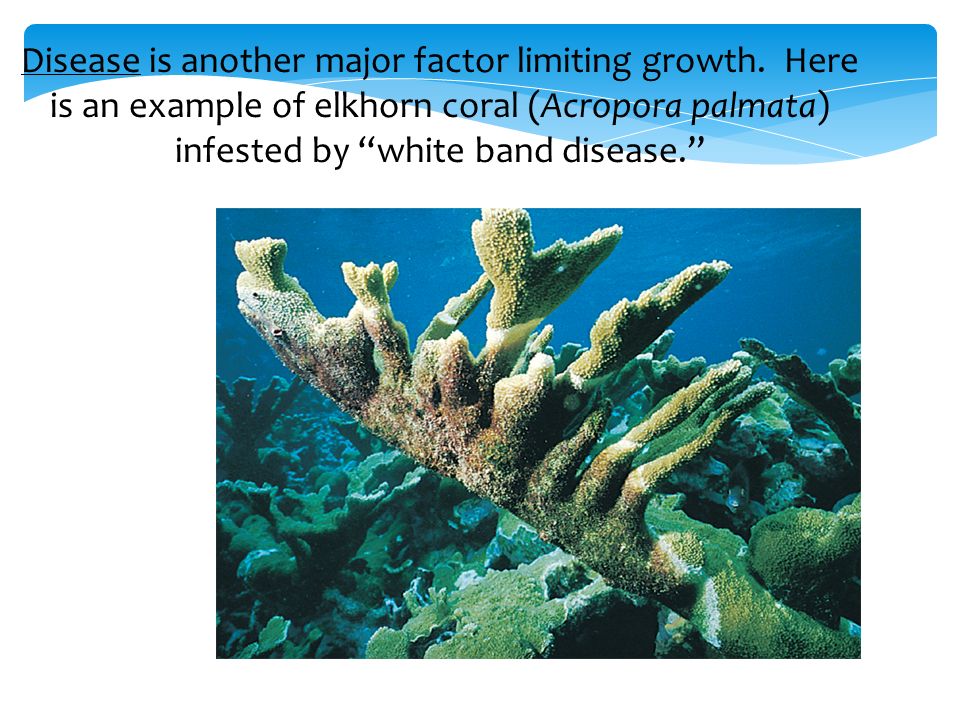 Disease is another major factor limiting growth.  Here
is an example of elkhorn coral (Acropora palmata)
infested by “white band disease.”